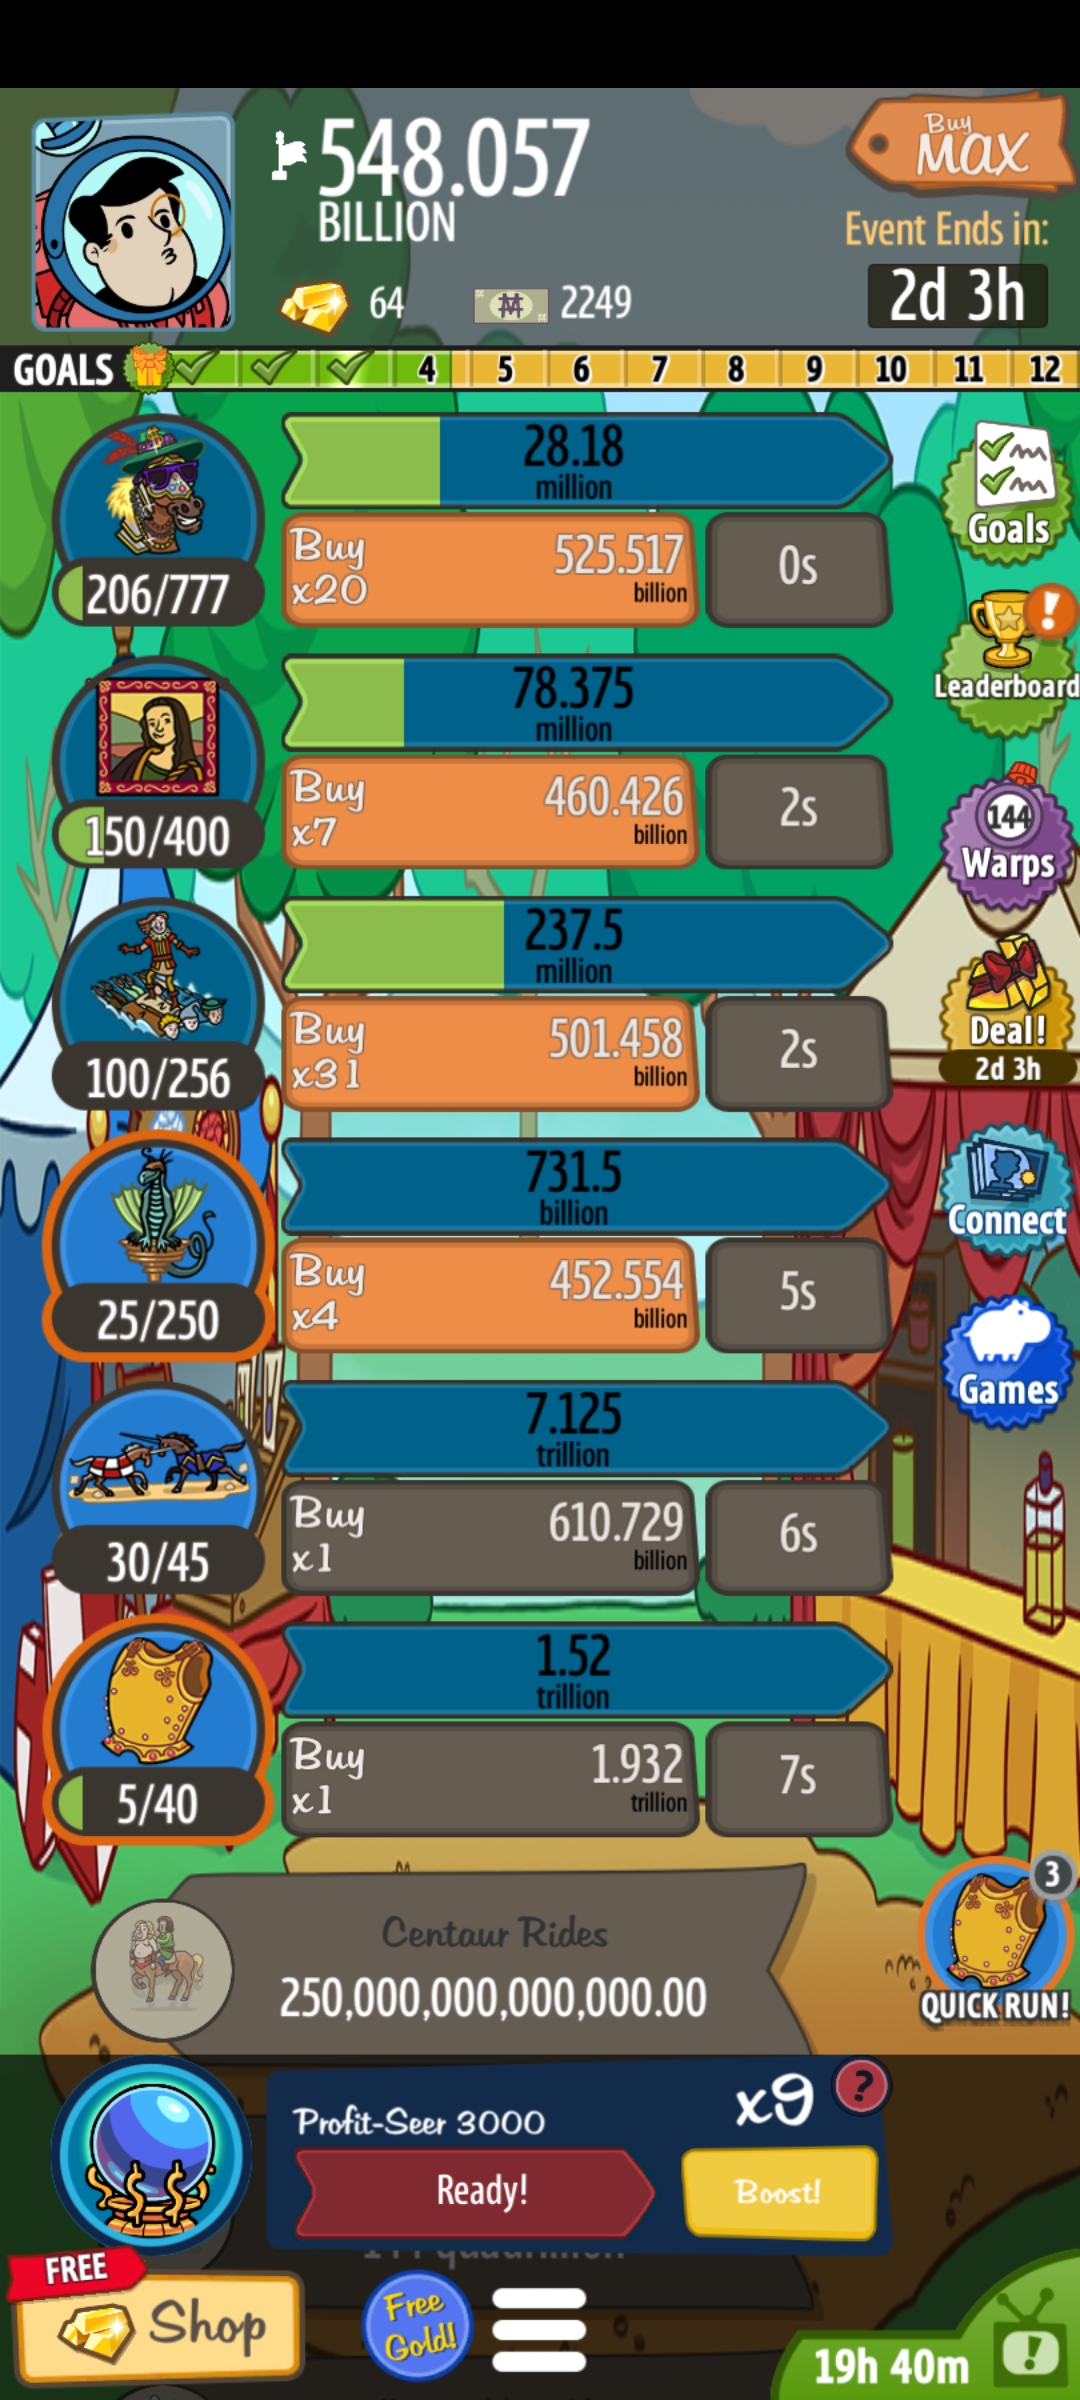 548.057
BILLION
64
2249
Buy
MAX
Event Ends in:
2d 3h
GOALS
4 5 6 7 8 9 10 11 12
28.18
million
206/777
Buy
x20
525.517
billion
0s
Goals
Leaderboard
78.375
million
150/400
Buy
x7
460.426
billion
2s
144
Warps
237.5
million
100/256
Buy
x31
501.458
billion
2s
Deal!
2d 3h
731.5
billion
25/250
Buy
x4
452.554
billion
5s
Connect
Games
7.125
trillion
30/45
Buy
x1
610.729
billion
6s
1.52
trillion
5/40
Buy
x1
1.932
trillion
7s
Centaur Rides
250,000,000,000,000.00
3
QUICK RUN!
Profit-Seer 3000
x9
?
Ready!
Boost!
FREE
Shop
Free
Gold!
19h 40m